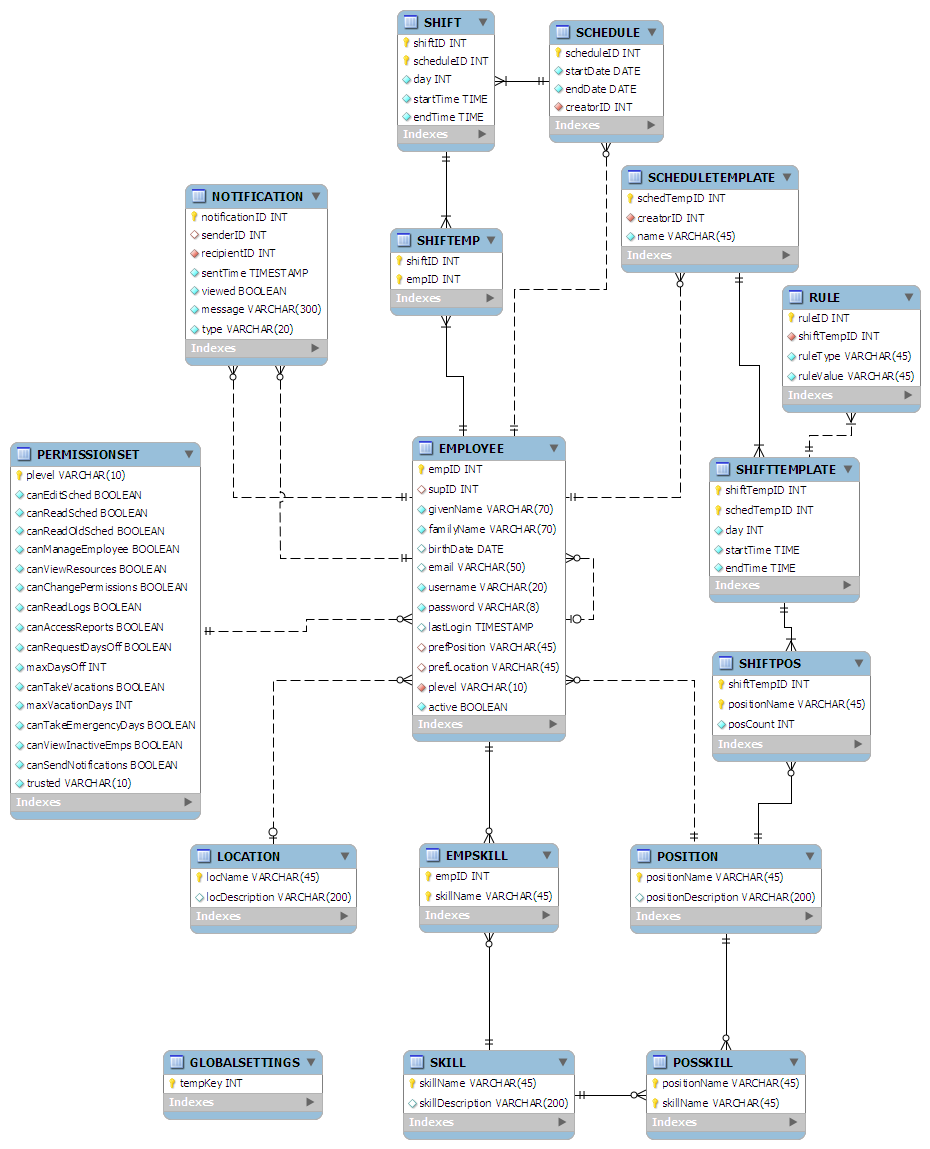 SHIFT
shiftID INT
scheduleID INT
day INT
startTime TIME
endTime TIME
Indexes
SCHEDULE
scheduleID INT
startDate DATE
endDate DATE
creatorID INT
Indexes
SCHEDULETEMPLATE
schedTempID INT
creatorID INT
name VARCHAR(45)
Indexes
NOTIFICATION
notificationID INT
senderID INT
recipientID INT
sentTime TIMESTAMP
viewed BOOLEAN
message VARCHAR(300)
type VARCHAR(20)
Indexes
SHIFTEMP
shiftID INT
empID INT
Indexes
RULE
ruleID INT
shiftTempID INT
ruleType VARCHAR(45)
ruleValue VARCHAR(45)
Indexes
PERMISSIONSET
plevel VARCHAR(10)
canEditSched BOOLEAN
canReadSched BOOLEAN
canReadOldSched BOOLEAN
canManageEmployee BOOLEAN
canViewResources BOOLEAN
canChangePermissions BOOLEAN
canReadLogs BOOLEAN
canAccessReports BOOLEAN
canRequestDaysOff BOOLEAN
maxDaysOff INT
canTakeVacations BOOLEAN
maxVacationDays INT
canTakeEmergencyDays BOOLEAN
canViewInactiveEmps BOOLEAN
canSendNotifications BOOLEAN
trusted VARCHAR(10)
Indexes
EMPLOYEE
empID INT
supID INT
givenName VARCHAR(70)
familyName VARCHAR(70)
birthDate DATE
email VARCHAR(50)
username VARCHAR(20)
password VARCHAR(8)
lastLogin TIMESTAMP
prefPosition VARCHAR(45)
prefLocation VARCHAR(45)
plevel VARCHAR(10)
active BOOLEAN
Indexes
SHIFTTEMPLATE
shiftTempID INT
schedTempID INT
day INT
startTime TIME
endTime TIME
Indexes
SHIFTPOS
shiftTempID INT
positionName VARCHAR(45)
posCount INT
Indexes
LOCATION
locName VARCHAR(45)
locDescription VARCHAR(200)
Indexes
EMPSKILL
empID INT
skillName VARCHAR(45)
Indexes
POSITION
positionName VARCHAR(45)
positionDescription VARCHAR(200)
Indexes
GLOBALSETTINGS
tempKey INT
Indexes
SKILL
skillName VARCHAR(45)
skillDescription VARCHAR(200)
Indexes
POSSKILL
positionName VARCHAR(45)
skillName VARCHAR(45)
Indexes